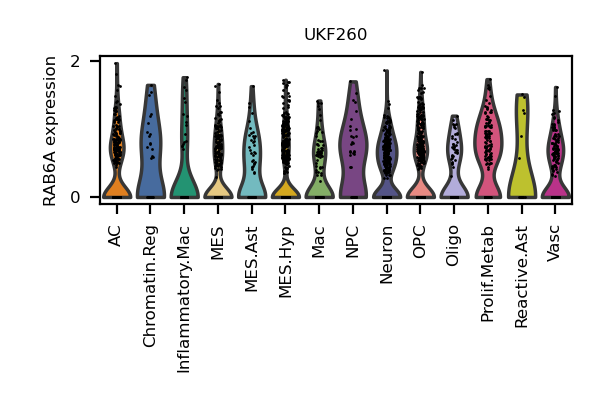 UKF260
RAB6A expression
2
0
AC
Chromatin.Reg
Inflammatory.Mac
MES
MES.Ast
MES.Hyp
Mac
NPC
Neuron
OPC
Oligo
Prolif.Metab
Reactive.Ast
Vasc